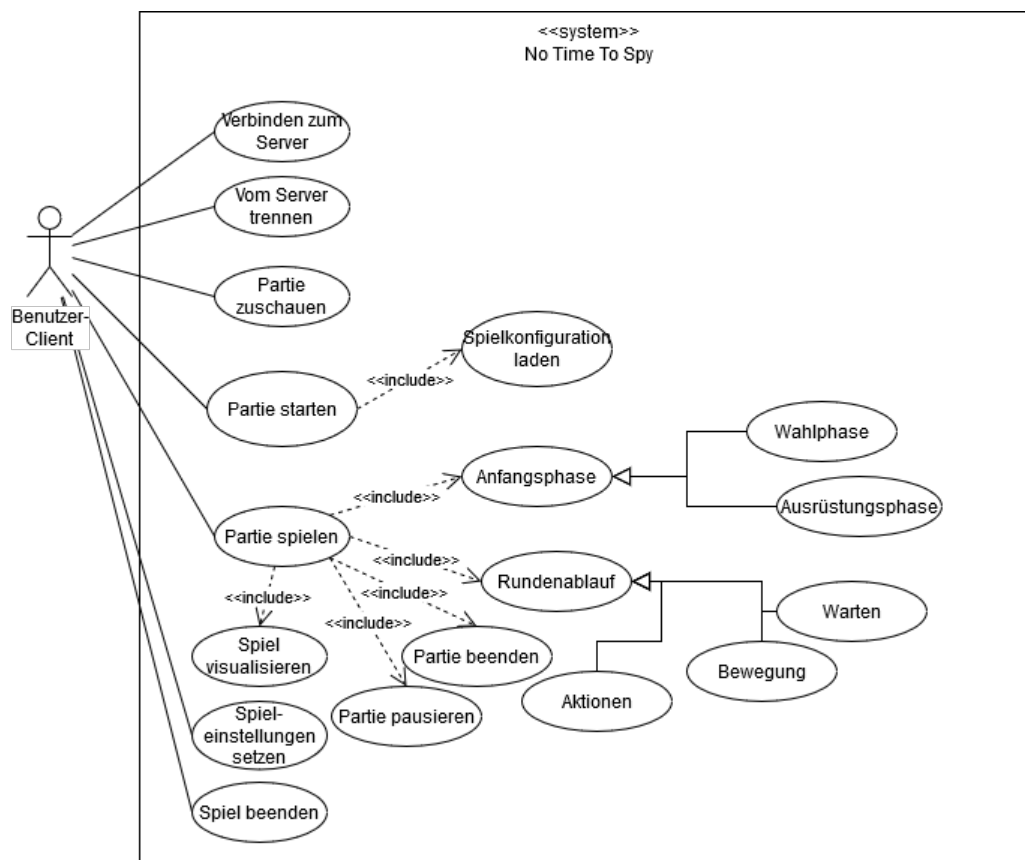 <<system>>
No Time To Spy
Verbinden zum
Server
Vom Server
trennen
Partie
zuschauen
Benutzer-
Client
Spielkonfiguration
laden
<<include>>
Partie starten
Wahlphase
Anfangsphase
<<include>>
Ausrüstungsphase
Partie spielen
<<include>>
Rundenablauf
<<include>>
<<include>>
<<include>>
Warten
Spiel
visualisieren
Partie beenden
Bewegung
Aktionen
Partie pausieren
Spiel-
einstellungen
setzen
Spiel beenden